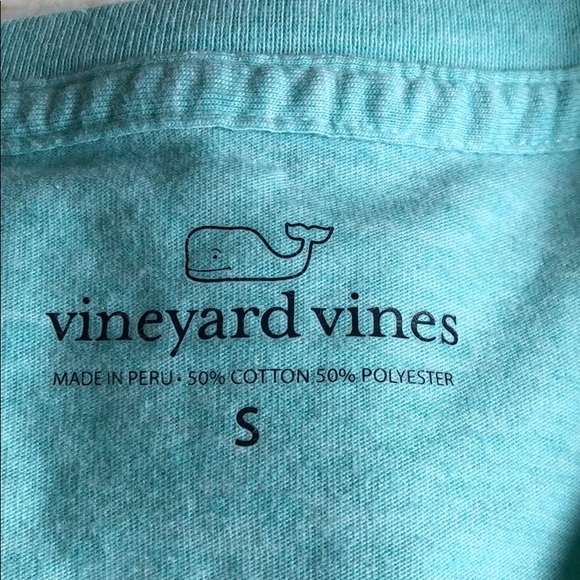 vineyard vines
MADE IN PERU • 50% COTTON 50% POLYESTER
S